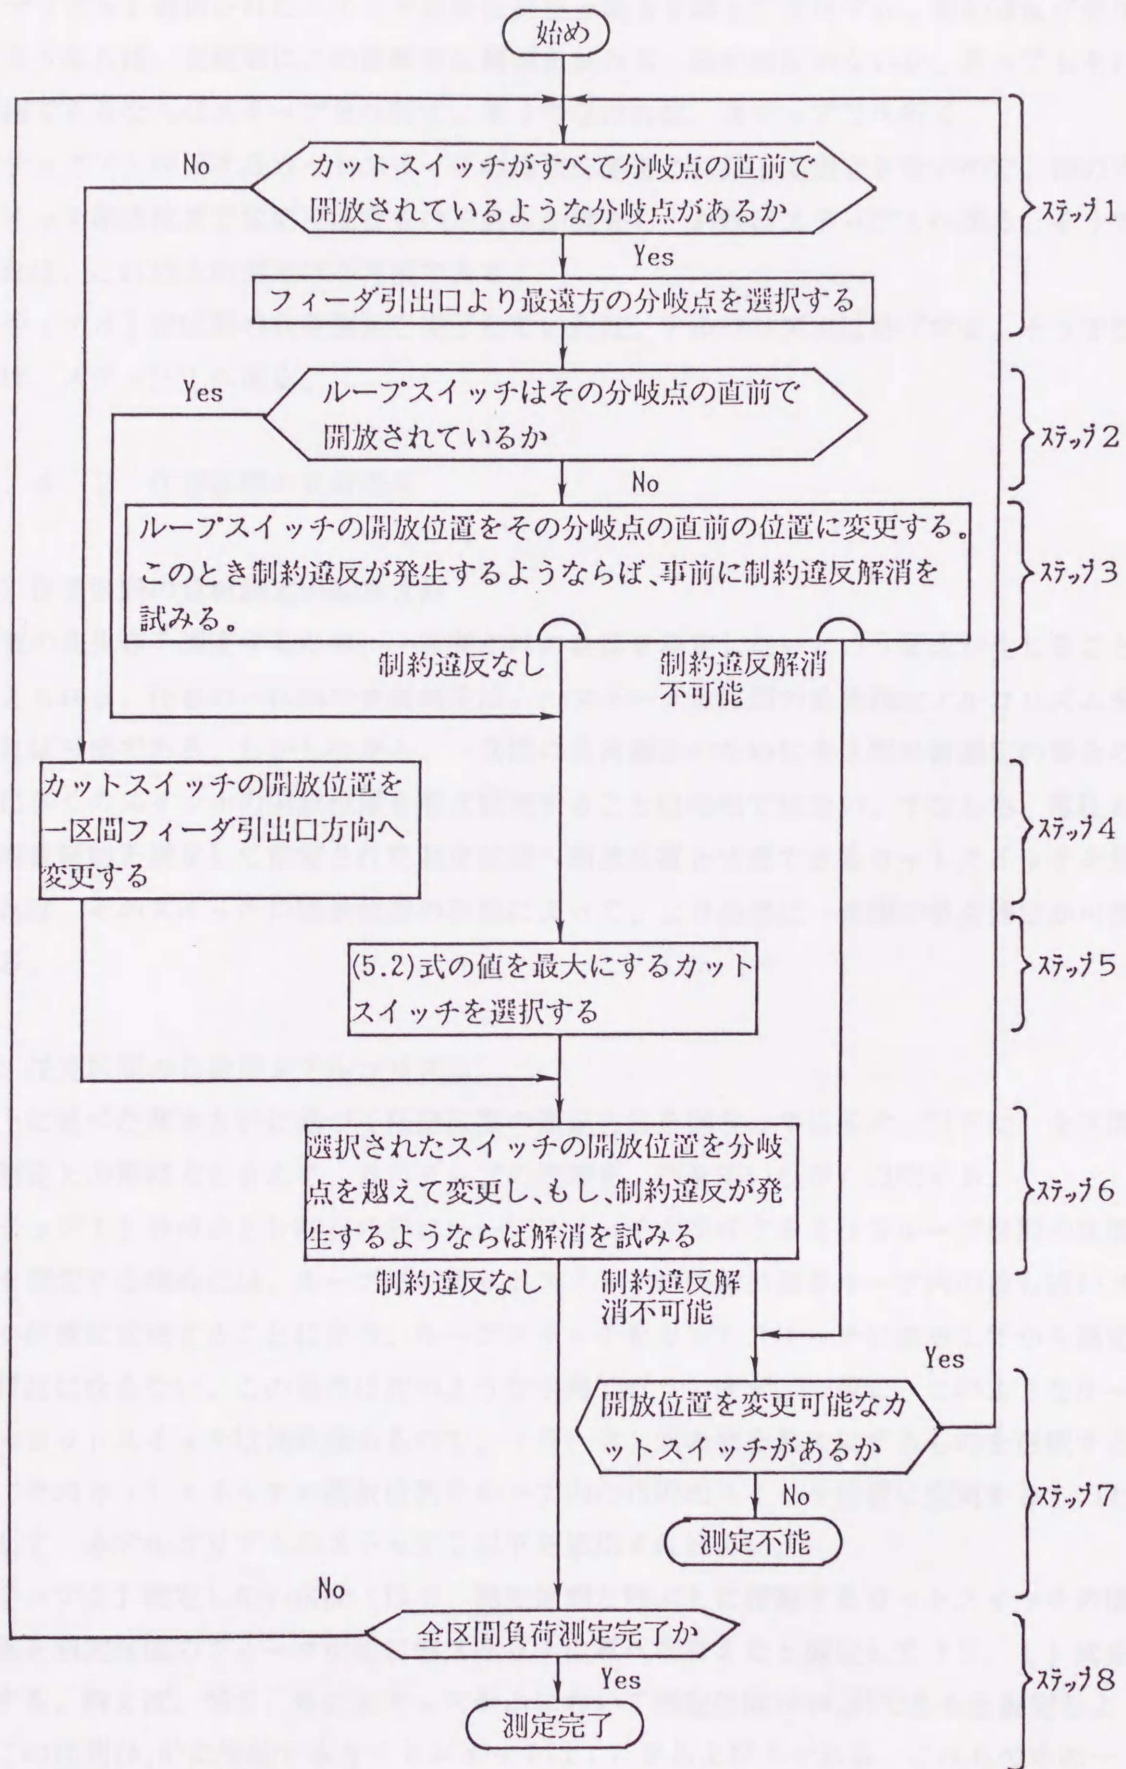 始め
No
カットスイッチがすべて分岐点の直前で
開放されているような分岐点があるか
ステップ1
Yes
フィーダ引出口より最遠方の分岐点を選択する
Yes
ループスイッチはその分岐点の直前で
開放されているか
ステップ2
No
ループスイッチの開放位置をその分岐点の直前の位置に変更する。
このとき制約違反が発生するようならば、事前に制約違反解消を
試みる。
ステップ3
制約違反なし
制約違反解消
不可能
カットスイッチの開放位置を
一区間フィーダ引出口方向へ
変更する
ステップ4
(5.2)式の値を最大にするカット
スイッチを選択する
ステップ5
選択されたスイッチの開放位置を分岐
点を越えて変更し、もし、制約違反が発
生するようならば解消を試みる
ステップ6
制約違反なし
制約違反解
消不可能
Yes
開放位置を変更可能なカ
ットスイッチがあるか
ステップ7
No
測定不能
No
全区間負荷測定完了か
ステップ8
Yes
測定完了